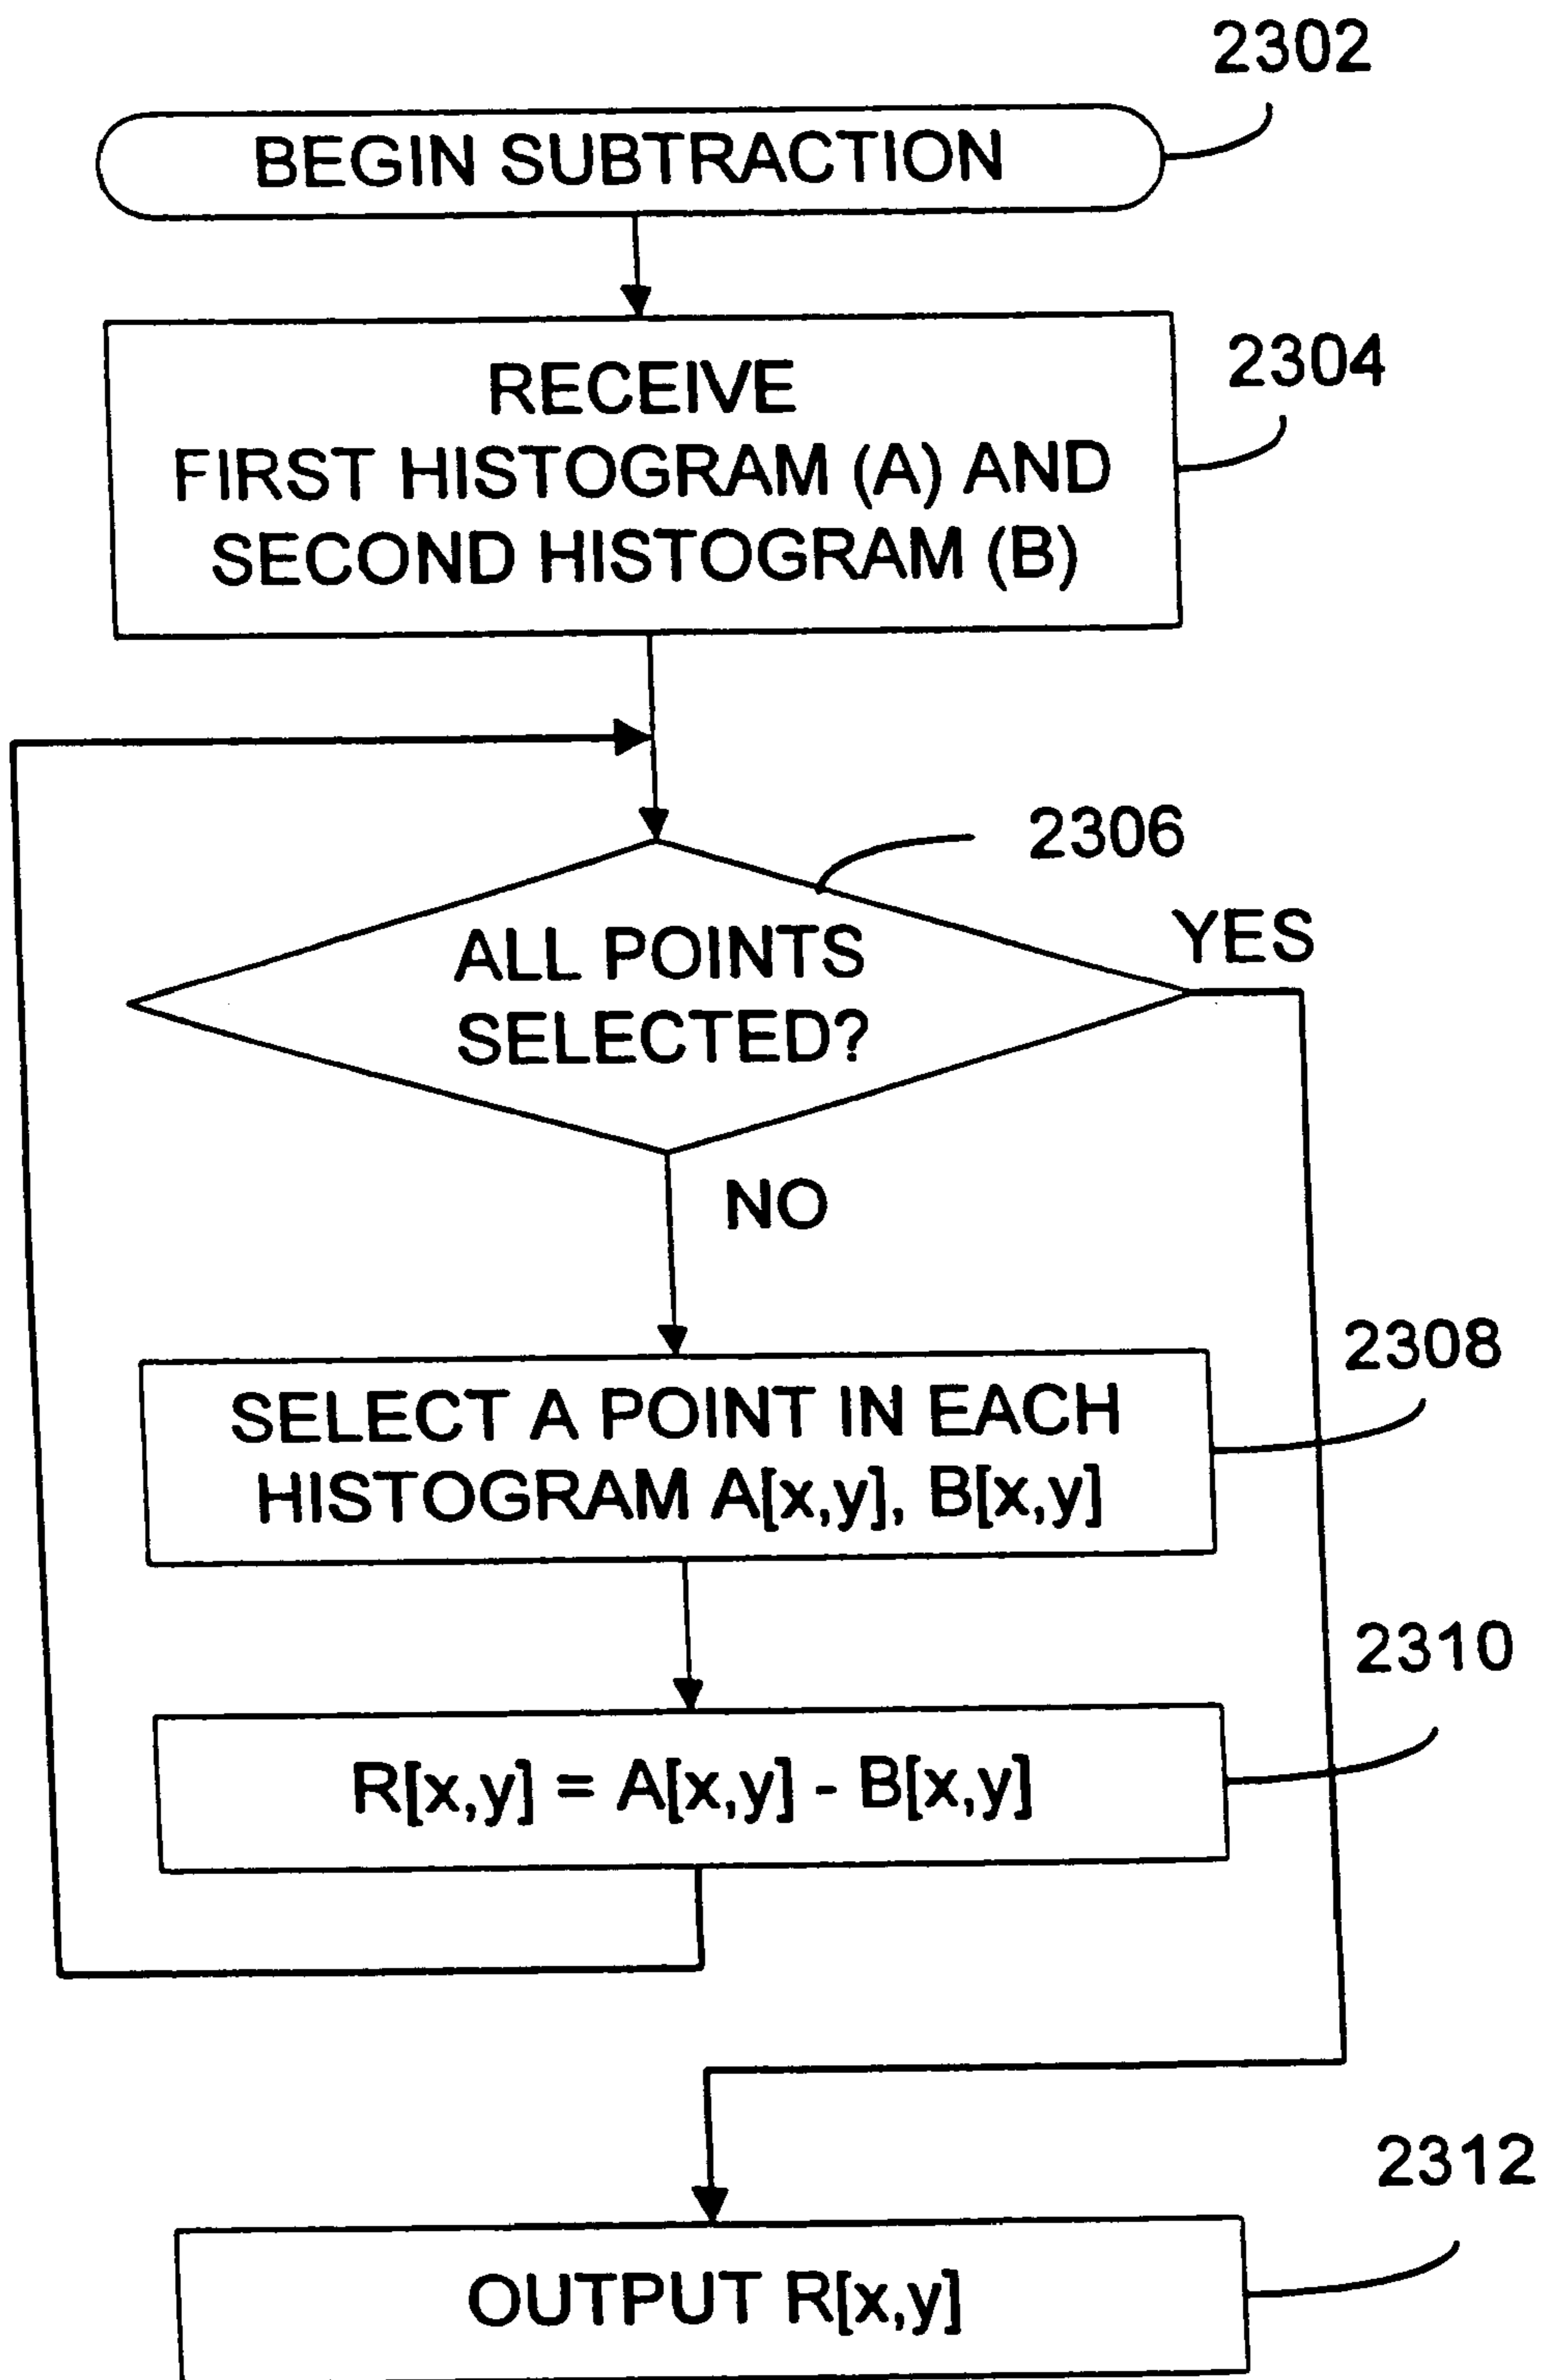 2302
BEGIN SUBTRACTION
2304
RECEIVE
FIRST HISTOGRAM (A) AND
SECOND HISTOGRAM (B)
2306
YES
ALL POINTS
SELECTED?
NO
2308
SELECT A POINT IN EACH
HISTOGRAM A[x,y], B[x,y]
2310
R[x,y] = A[x,y] - B[x,y]
2312
OUTPUT R[x,y]